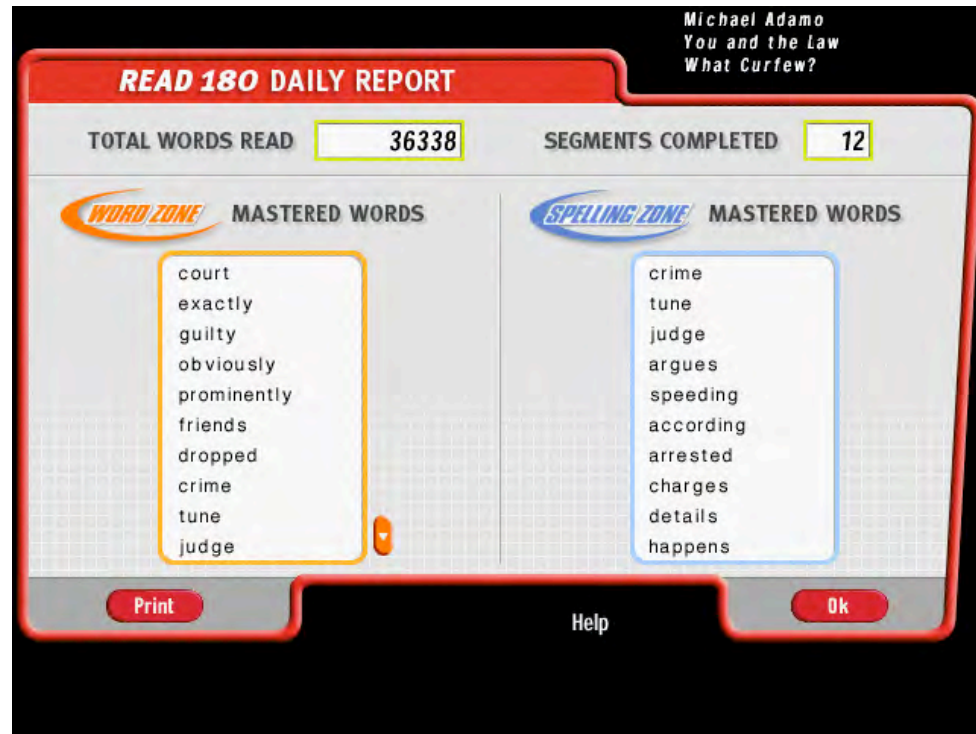 Michael Adamo
You and the Law
What Curfew?
READ 180 DAILY REPORT
TOTAL WORDS READ 36338
SEGMENTS COMPLETED 12
WORD ZONE MASTERED WORDS
court
exactly
guilty
obviously
prominently
friends
dropped
crime
tune
judge
SPELLING ZONE MASTERED WORDS
crime
tune
judge
argues
speeding
according
arrested
charges
details
happens
Print
Help
Ok